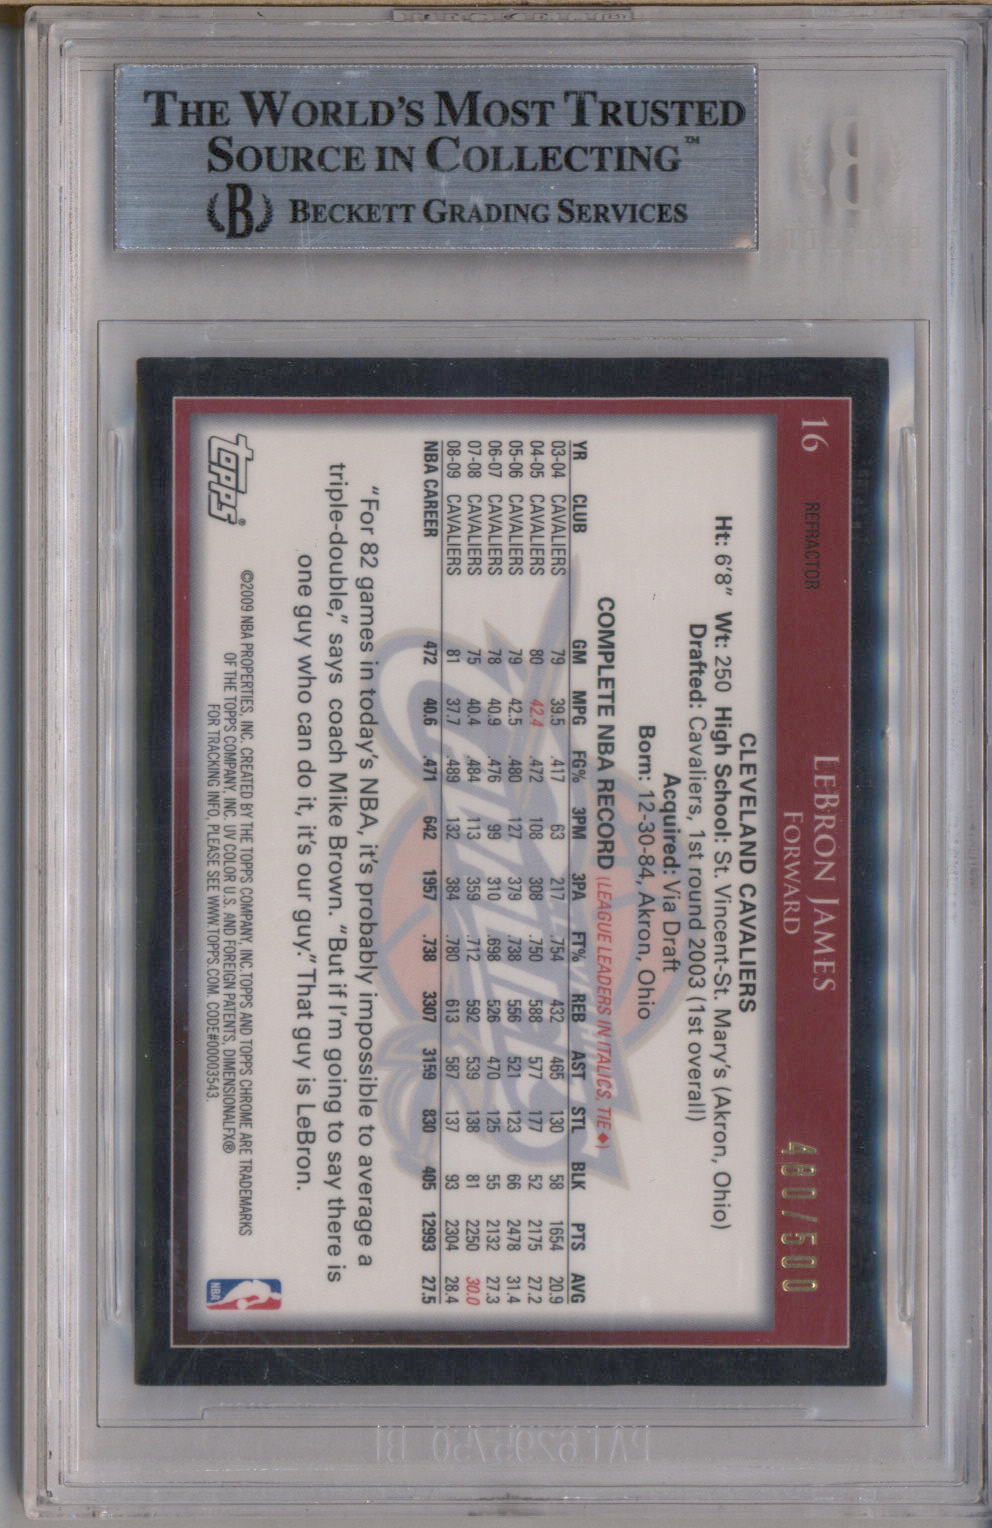 THE WORLD'S MOST TRUSTED
SOURCE IN COLLECTING™
B BECKETT GRADING SERVICES
16 REFRACTOR LEBRON JAMES 480/500
FORWARD
CLEVELAND CAVALIERS
Ht: 6'8" Wt: 250 High School: St. Vincent-St. Mary's (Akron, Ohio)
Drafted: Cavaliers, 1st round 2003 (1st overall)
Acquired: Via Draft
Born: 12-30-84, Akron, Ohio
COMPLETE NBA RECORD (LEAGUE LEADERS IN ITALICS, TIE ♦)
YR CLUB GM MPG FG% 3PM 3PA FT% REB AST STL BLK PTS AVG
03-04 CAVALIERS 79 39.5 .417 63 217 .754 432 465 130 58 1654 20.9
04-05 CAVALIERS 80 42.4 .472 108 308 .750 588 577 177 52 2175 27.2
05-06 CAVALIERS 79 42.5 .480 127 379 .738 556 521 123 66 2478 31.4
06-07 CAVALIERS 78 40.9 .476 99 310 .698 526 470 125 55 2132 27.3
07-08 CAVALIERS 75 40.4 .484 113 359 .712 592 539 138 81 2250 30.0
08-09 CAVALIERS 81 37.7 .489 132 384 .780 613 587 137 93 2304 28.4
NBA CAREER 472 40.6 .471 642 1957 .738 3307 3159 830 405 12993 27.5
"For 82 games in today's NBA, it's probably impossible to average a
triple-double," says coach Mike Brown. "But if I'm going to say there is
one guy who can do it, it's our guy." That guy is LeBron.
topps®
©2009 NBA PROPERTIES, INC. CREATED BY THE TOPPS COMPANY, INC. TOPPS AND TOPPS CHROME ARE TRADEMARKS
OF THE TOPPS COMPANY, INC. UV COLOR U.S. AND FOREIGN PATENTS, DIMENSIONALFX®
FOR TRACKING INFO, PLEASE SEE WWW.TOPPS.COM. CODE#00003543.
NBA